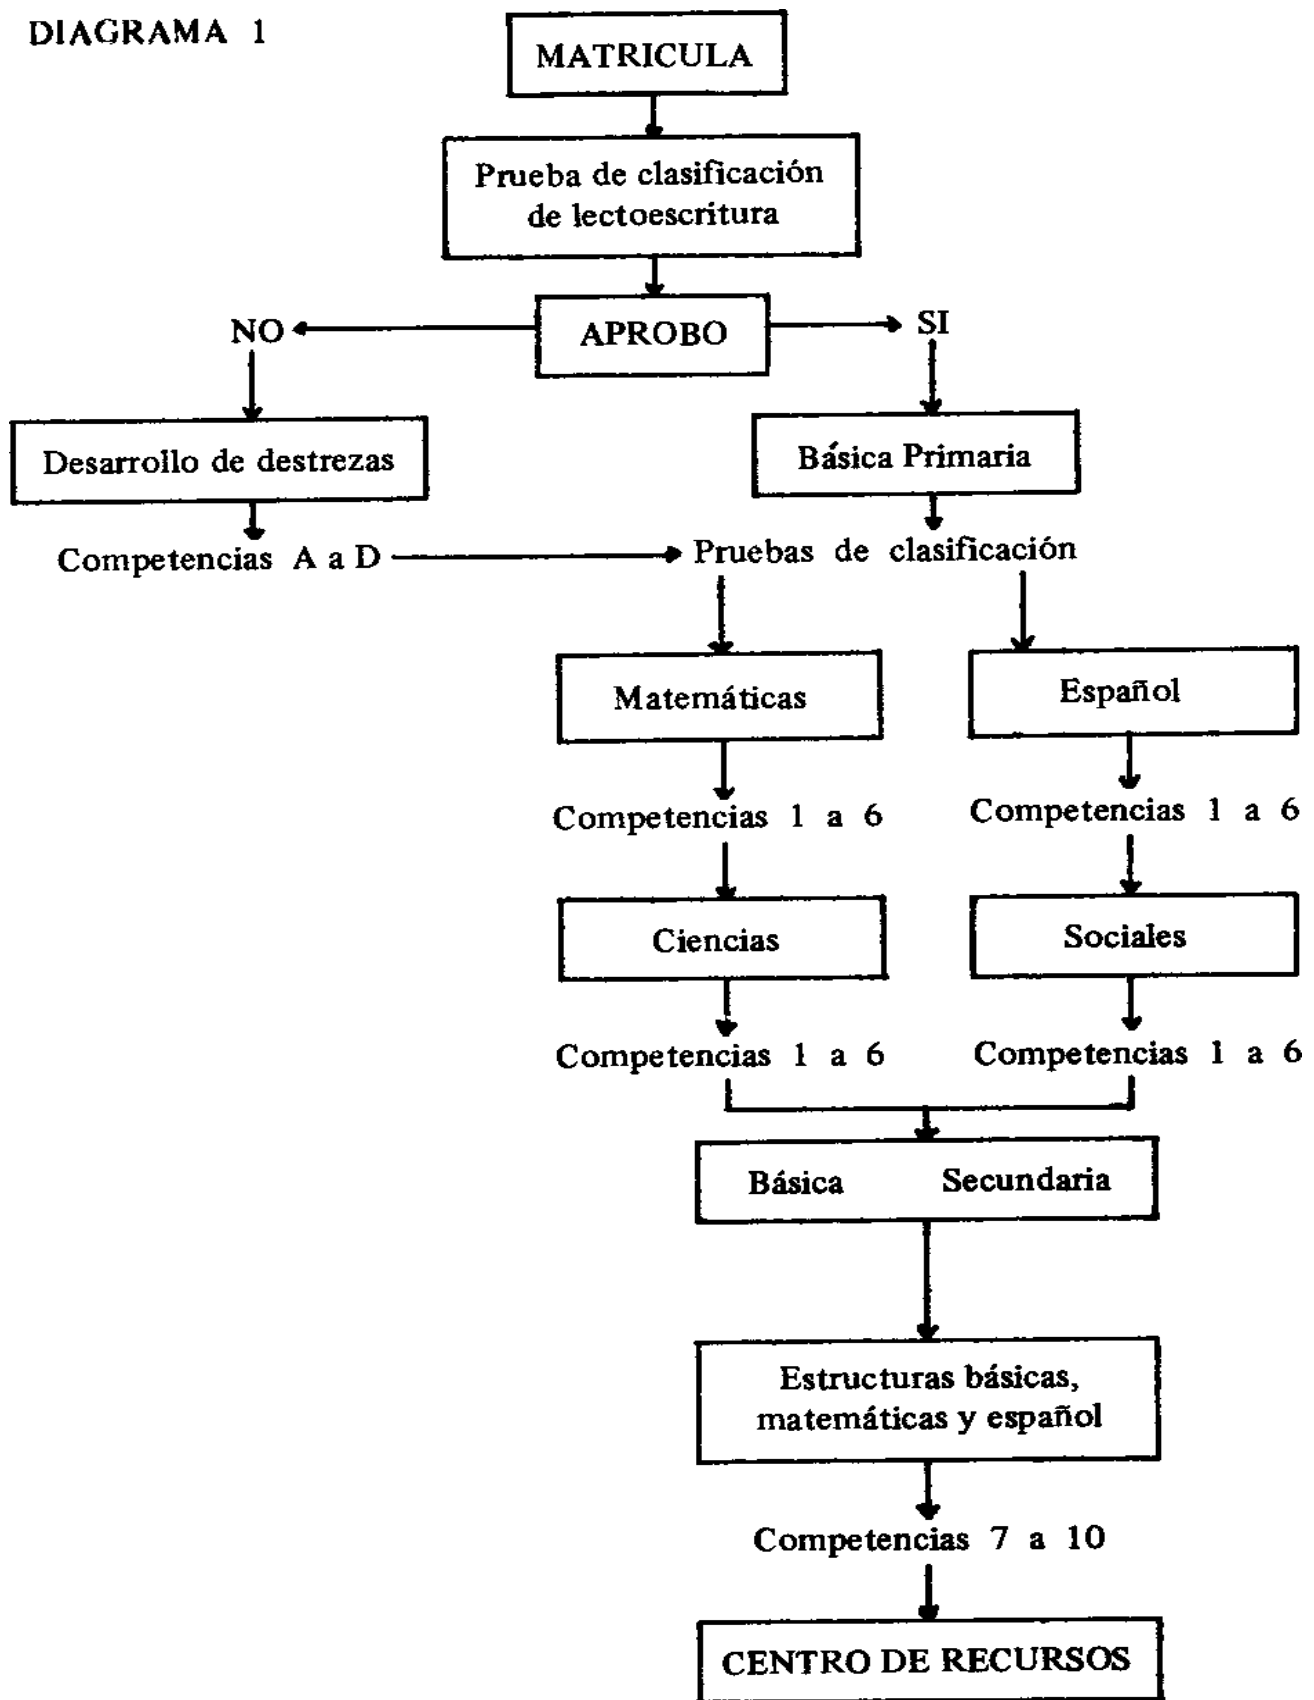 DIAGRAMA 1
MATRICULA
Prueba de clasificación
de lectoescritura
NO
APROBO
SI
Desarrollo de destrezas
Básica Primaria
Competencias A a D
Pruebas de clasificación
Matemáticas
Español
Competencias 1 a 6
Competencias 1 a 6
Ciencias
Sociales
Competencias 1 a 6
Competencias 1 a 6
Básica Secundaria
Estructuras básicas,
matemáticas y español
Competencias 7 a 10
CENTRO DE RECURSOS